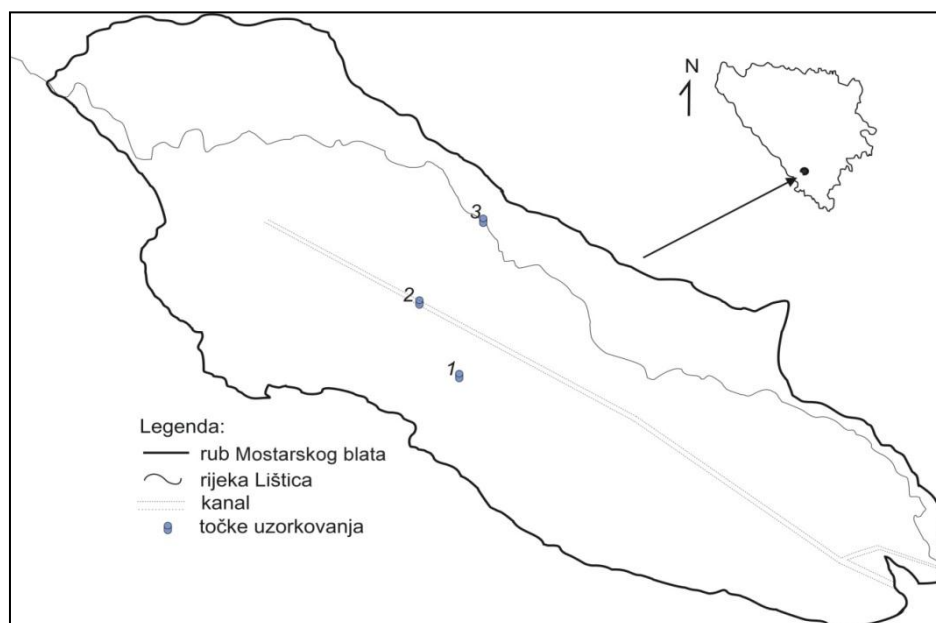 N
3
2
1
Legenda:
rub Mostarskog blata
rijeka Lištica
kanal
točke uzorkovanja